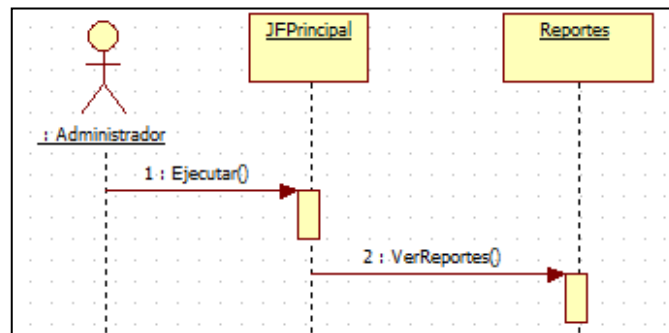 JFPrincipal
Reportes
: Administrador
1 : Ejecutar()
2 : VerReportes()